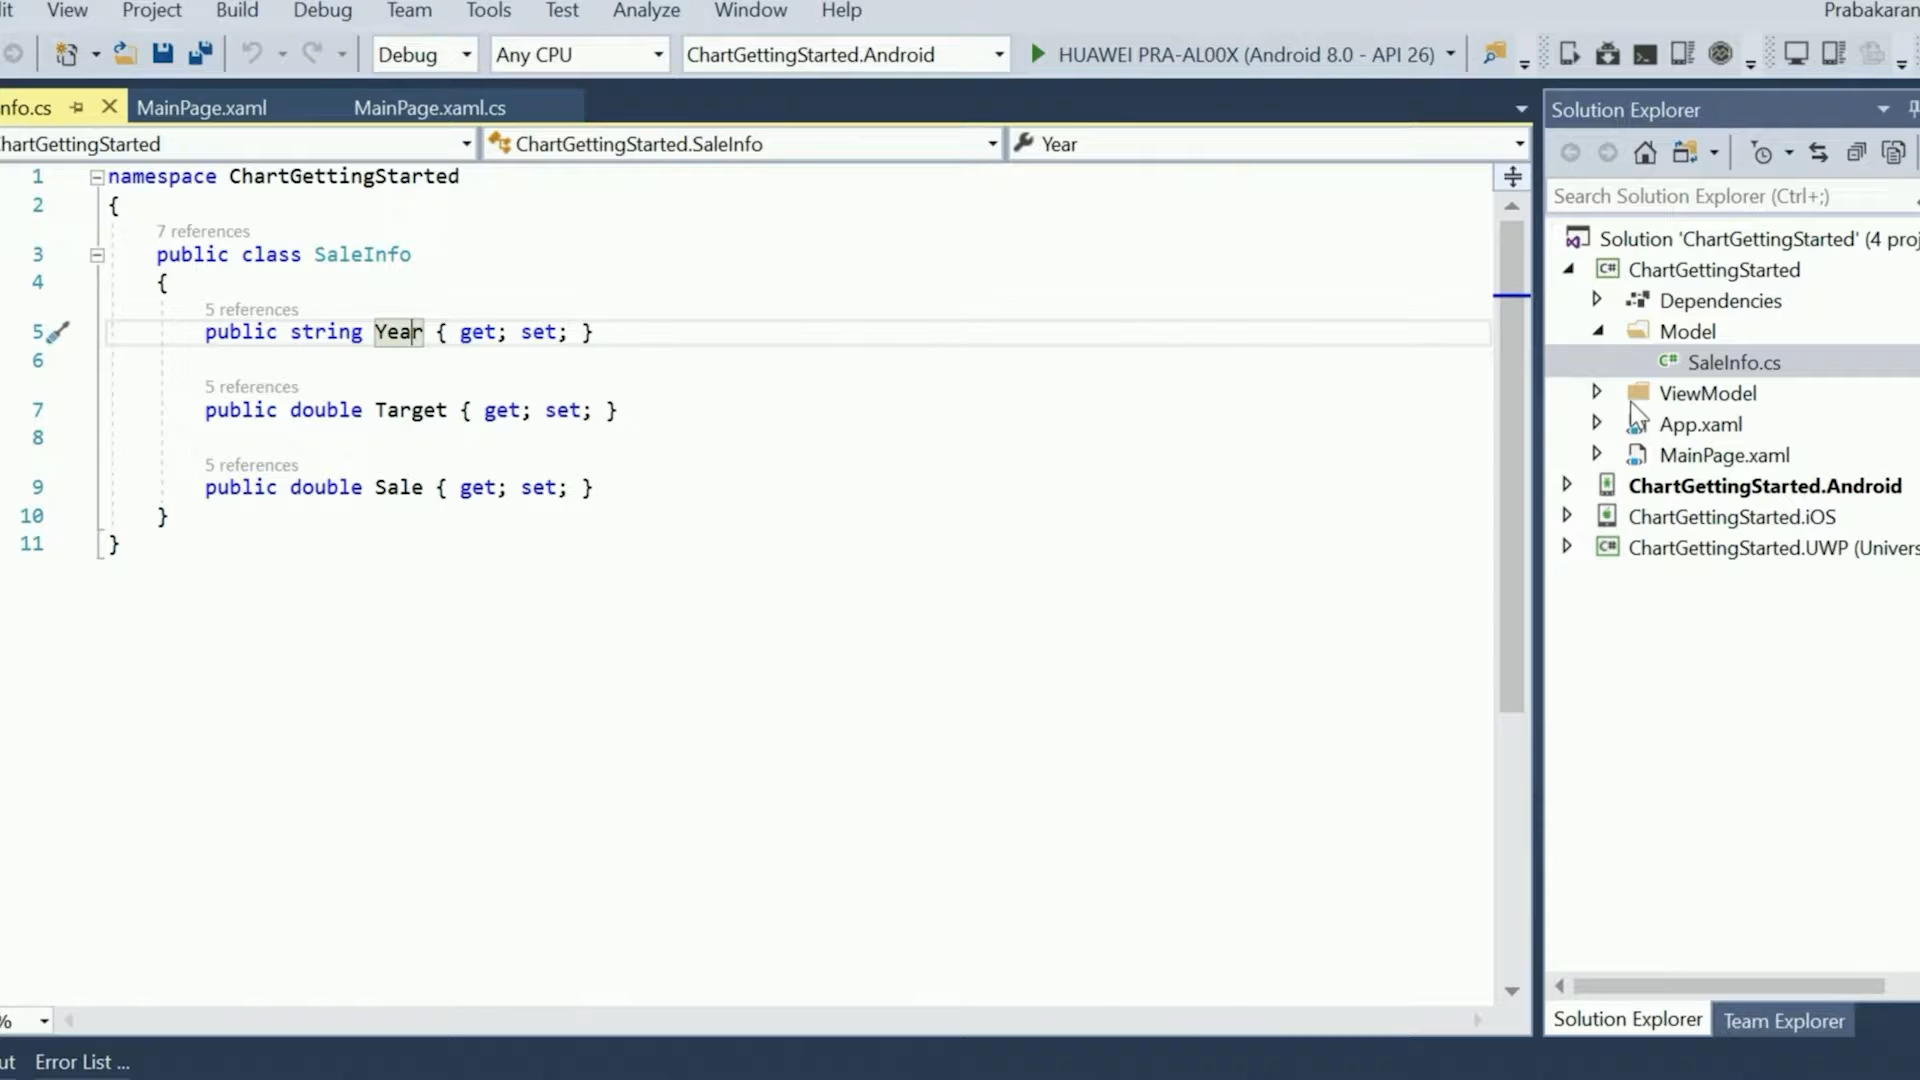 it View Project Build Debug Team Tools Test Analyze Window Help Prabakaran
Debug Any CPU ChartGettingStarted.Android HUAWEI PRA-AL00X (Android 8.0 - API 26)
nfo.cs MainPage.xaml MainPage.xaml.cs
hartGettingStarted ChartGettingStarted.SaleInfo Year
1 namespace ChartGettingStarted
2 {
7 references
3 public class SaleInfo
4 {
5 references
5 public string Year { get; set; }
6
5 references
7 public double Target { get; set; }
8
5 references
9 public double Sale { get; set; }
10 }
11 }
%
ut Error List ...
Solution Explorer
Search Solution Explorer (Ctrl+;)
Solution 'ChartGettingStarted' (4 proj
C# ChartGettingStarted
Dependencies
Model
C# SaleInfo.cs
ViewModel
App.xaml
MainPage.xaml
ChartGettingStarted.Android
ChartGettingStarted.iOS
C# ChartGettingStarted.UWP (Univers
Solution Explorer Team Explorer